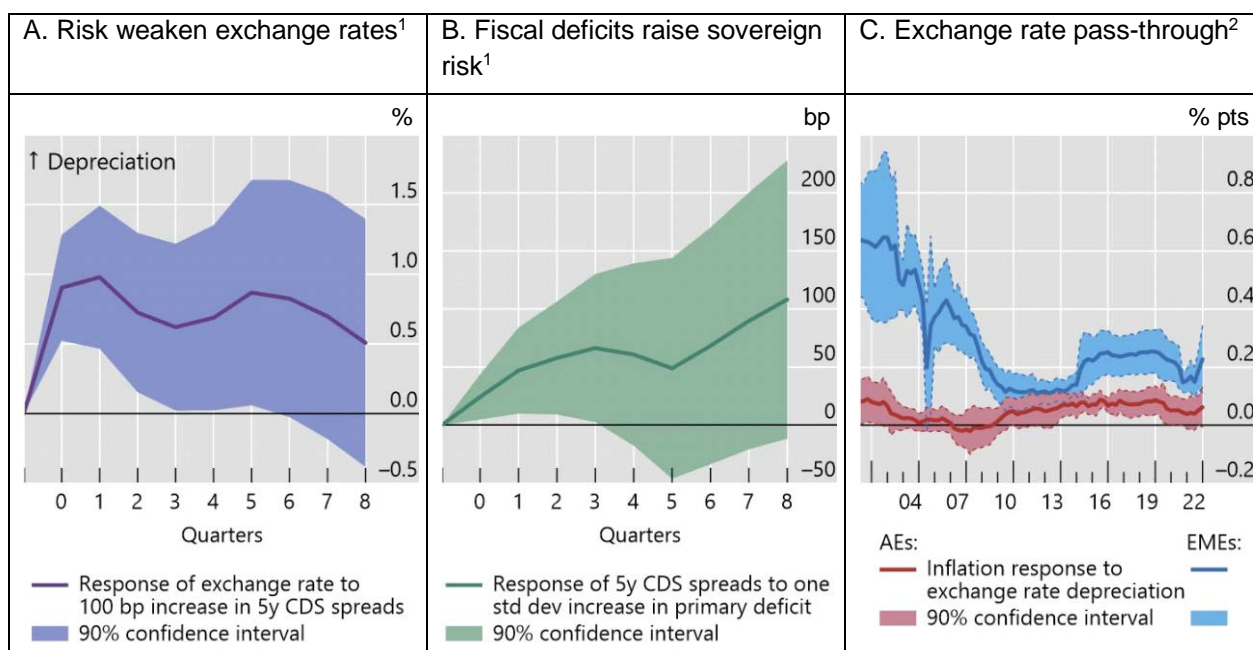 A. Risk weaken exchange rates¹
B. Fiscal deficits raise sovereign
risk¹
C. Exchange rate pass-through²
%
↑ Depreciation
1.5
1.0
0.5
0.0
–0.5
0 1 2 3 4 5 6 7 8
Quarters
Response of exchange rate to
100 bp increase in 5y CDS spreads
90% confidence interval
bp
200
150
100
50
0
–50
0 1 2 3 4 5 6 7 8
Quarters
Response of 5y CDS spreads to one
std dev increase in primary deficit
90% confidence interval
% pts
0.8
0.6
0.4
0.2
0.0
–0.2
04 07 10 13 16 19 22
AEs: EMEs:
Inflation response to
exchange rate depreciation
90% confidence interval